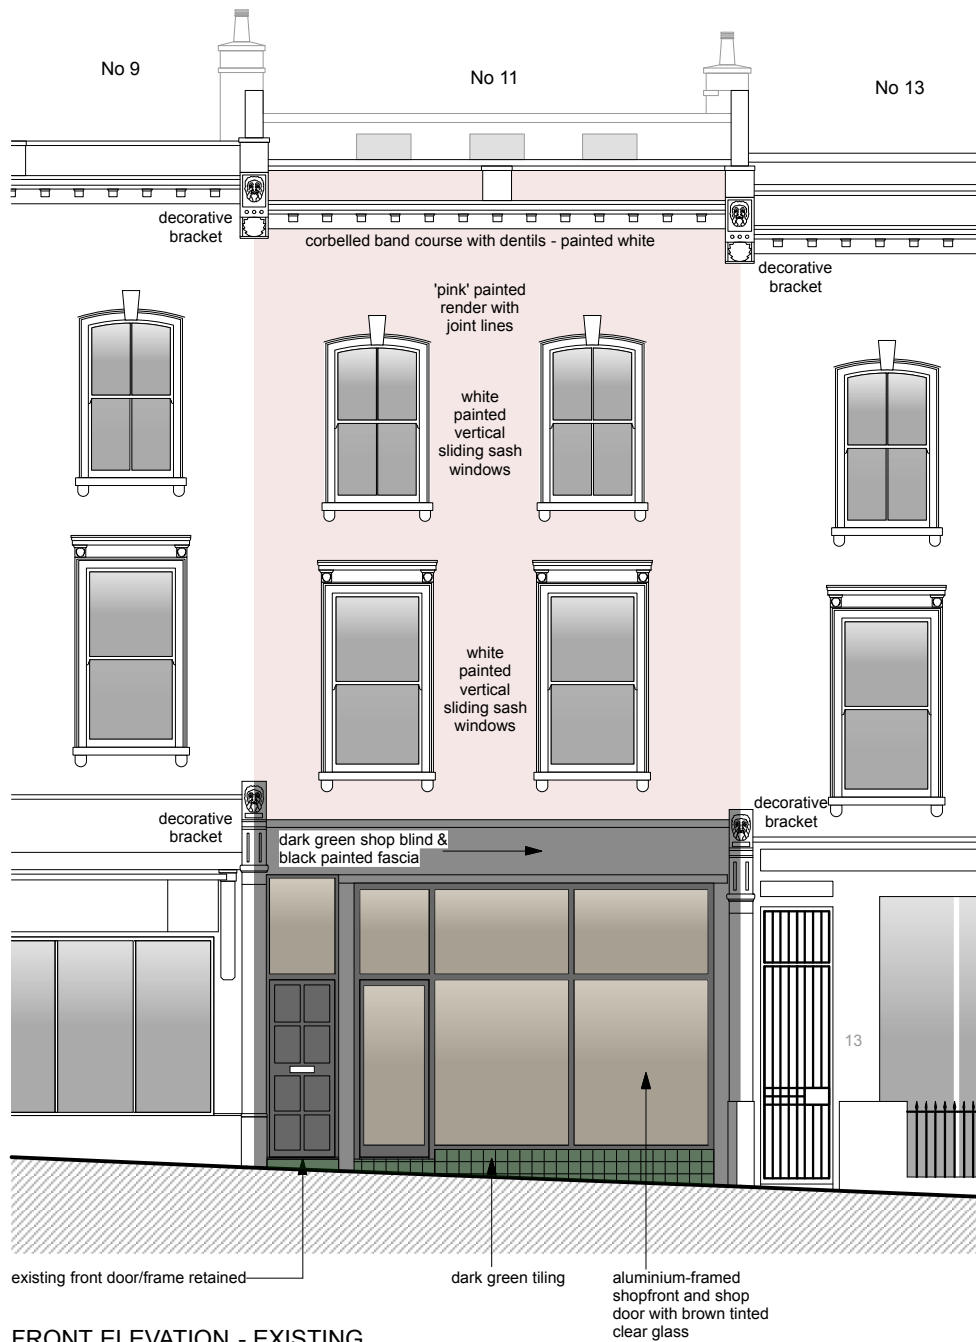 No 9
No 11
No 13
decorative
bracket
corbelled band course with dentils - painted white
decorative
bracket
'pink' painted
render with
joint lines
white
painted
vertical
sliding sash
windows
white
painted
vertical
sliding sash
windows
decorative
bracket
decorative
bracket
dark green shop blind &
black painted fascia
13
existing front door/frame retained
dark green tiling
aluminium-framed
shopfront and shop
door with brown tinted
clear glass
FRONT ELEVATION - EXISTING